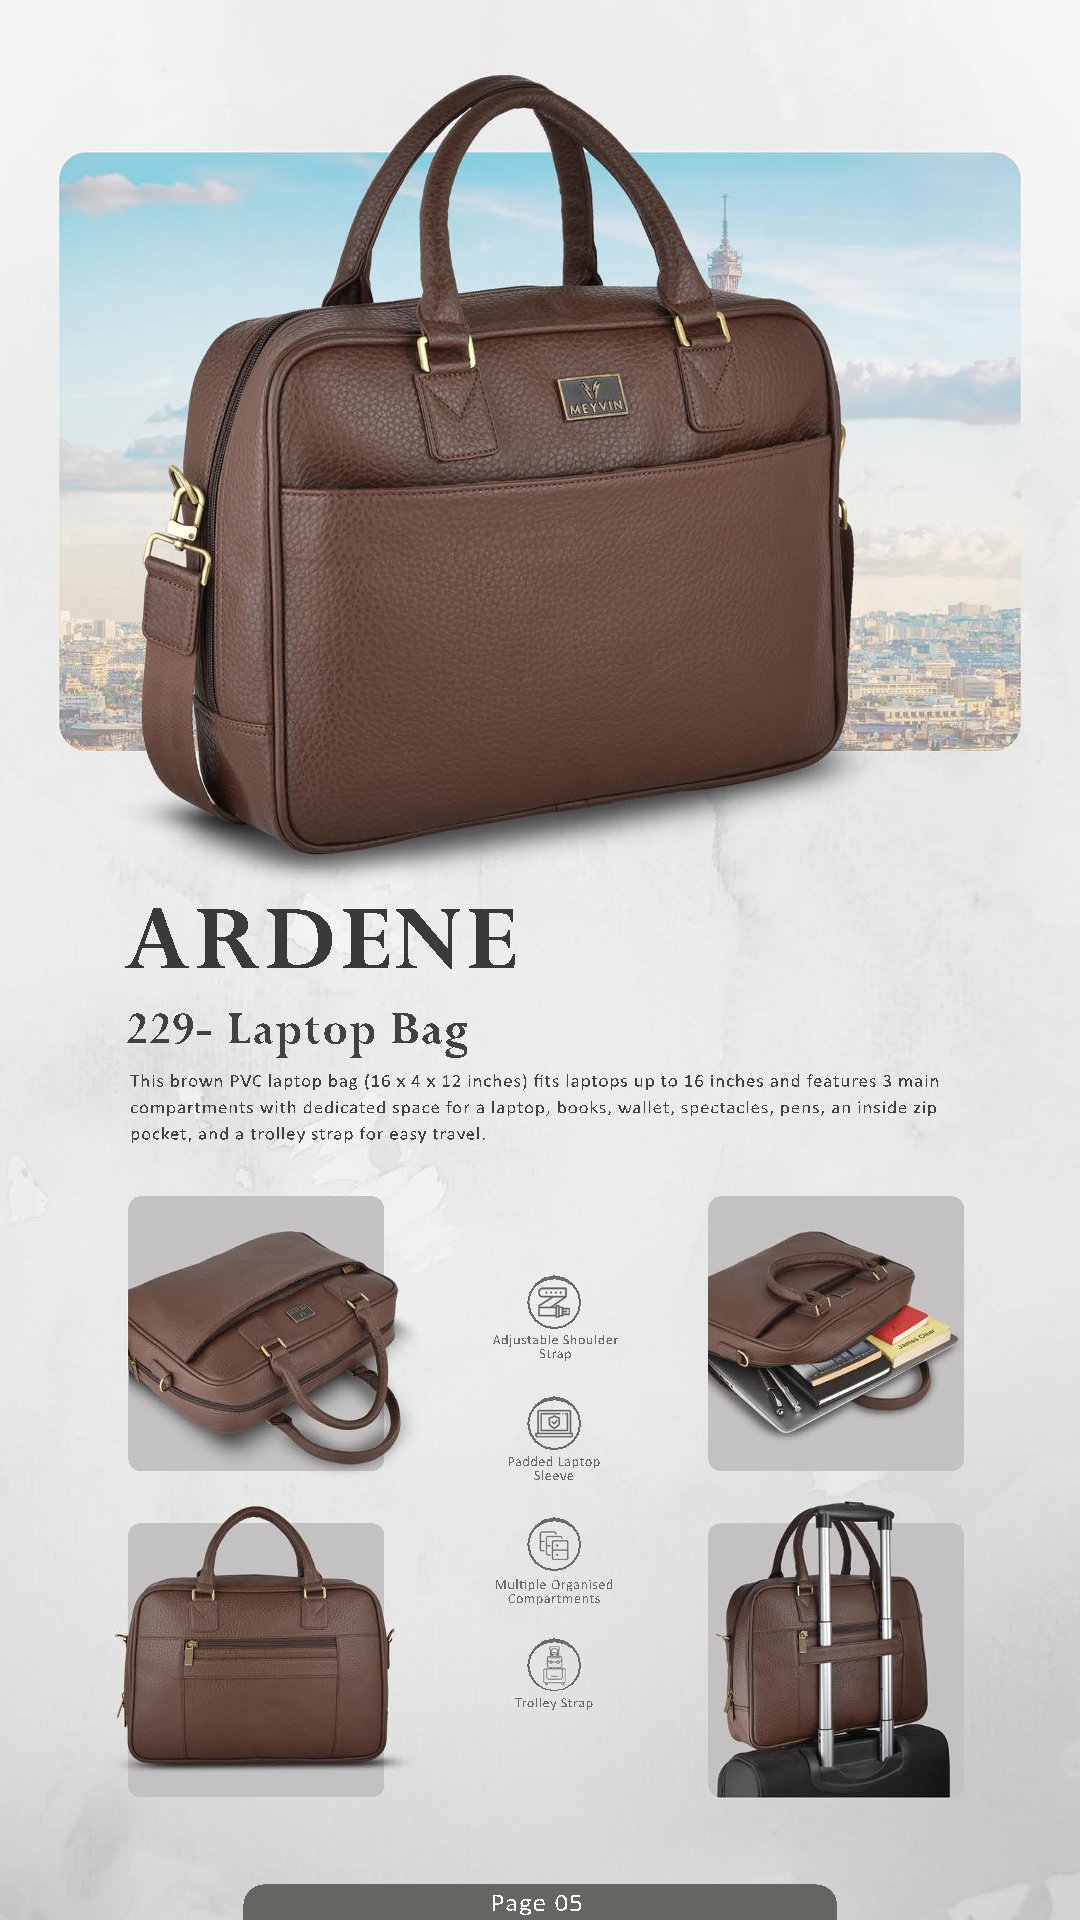 MEYVIN
ARDENE
229- Laptop Bag
This brown PVC laptop bag (16 x 4 x 12 inches) fits laptops up to 16 inches and features 3 main
compartments with dedicated space for a laptop, books, wallet, spectacles, pens, an inside zip
pocket, and a trolley strap for easy travel.
James Clear
Adjustable Shoulder
Strap
Padded Laptop
Sleeve
Multiple Organised
Compartments
Trolley Strap
Page 05